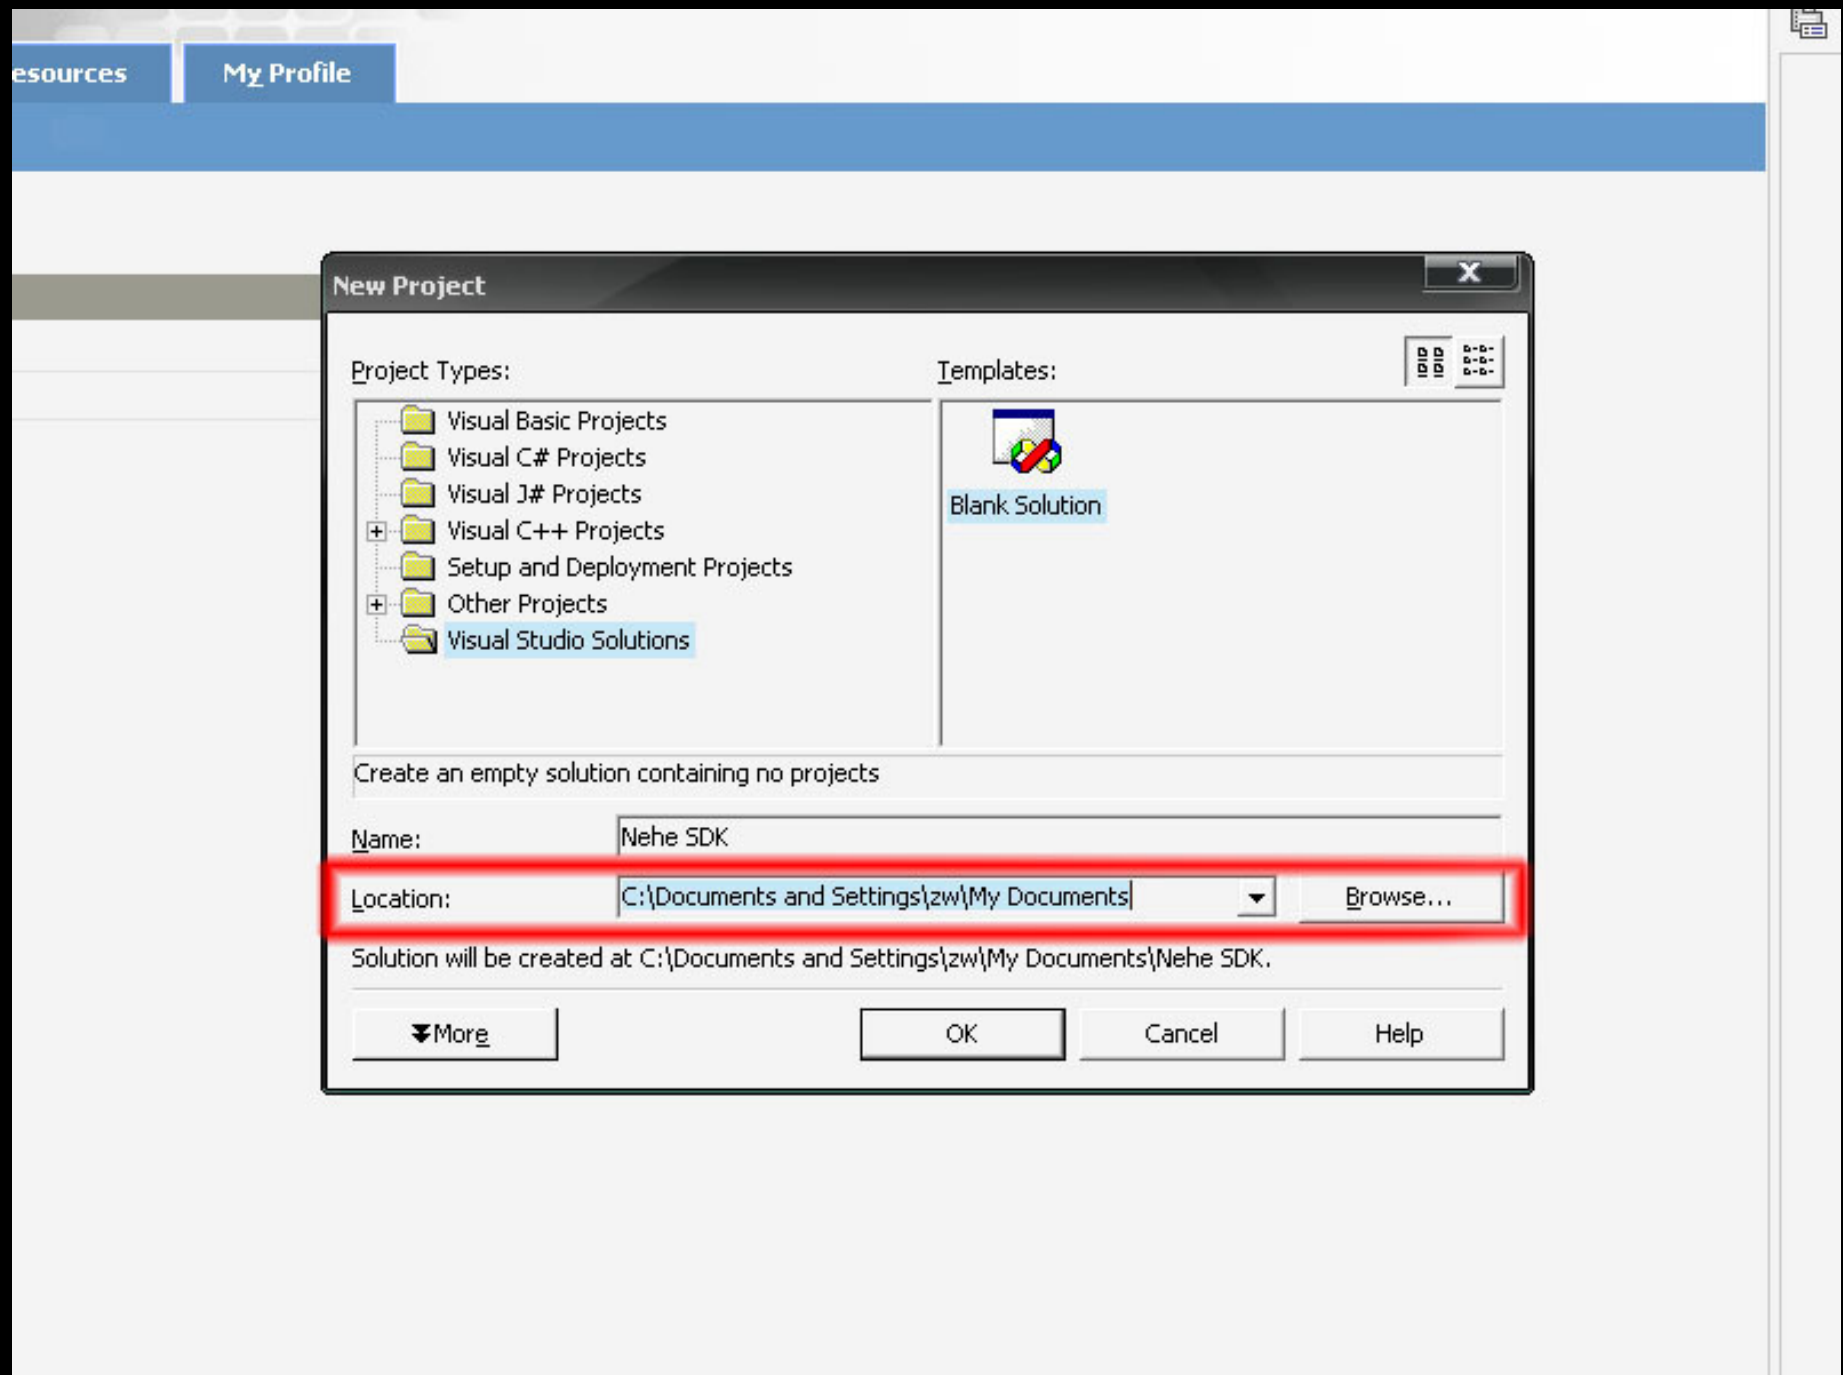 esources My Profile
New Project
X
Project Types:
Templates:
Visual Basic Projects
Visual C# Projects
Visual J# Projects
Visual C++ Projects
Setup and Deployment Projects
Other Projects
Visual Studio Solutions
Blank Solution
Create an empty solution containing no projects
Name: Nehe SDK
Location: C:\Documents and Settings\zw\My Documents Browse...
Solution will be created at C:\Documents and Settings\zw\My Documents\Nehe SDK.
More OK Cancel Help